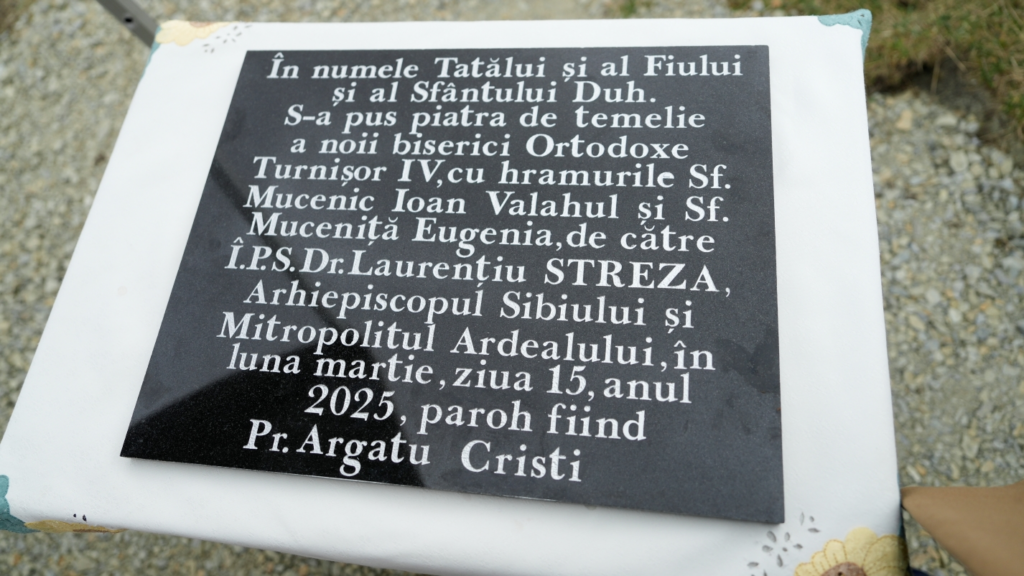 În numele Tatălui și al Fiului
și al Sfântului Duh.
S-a pus piatra de temelie
a noii biserici Ortodoxe
Turnișor IV,cu hramurile Sf.
Mucenic Ioan Valahul și Sf.
Muceniță Eugenia,de către
Î.P.S.Dr.Laurențiu STREZA,
Arhiepiscopul Sibiului și
Mitropolitul Ardealului,în
luna martie,ziua 15,anul
2025, paroh fiind
Pr.Argatu Cristi